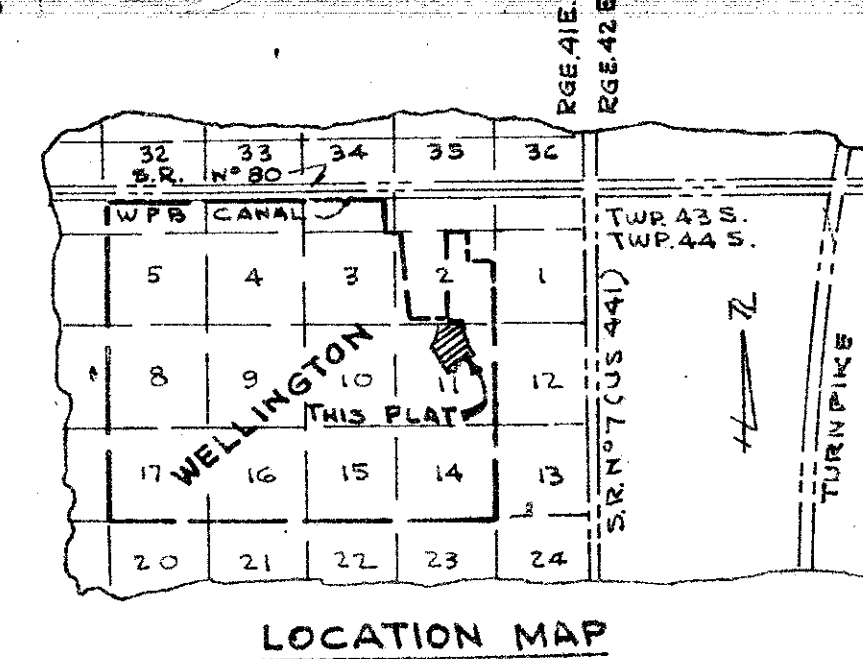 RGE. 41 E.
RGE. 42 E
32 33 34 35 36
S.R. Nº 80
WPB CANAL
TWP. 43 S.
TWP. 44 S.
5 4 3 2 1
8 9 10 11 12
WELLINGTON
THIS PLAT
17 16 15 14 13
20 21 22 23 24
S.R. Nº 7 (US 441)
N
TURNPIKE
LOCATION MAP